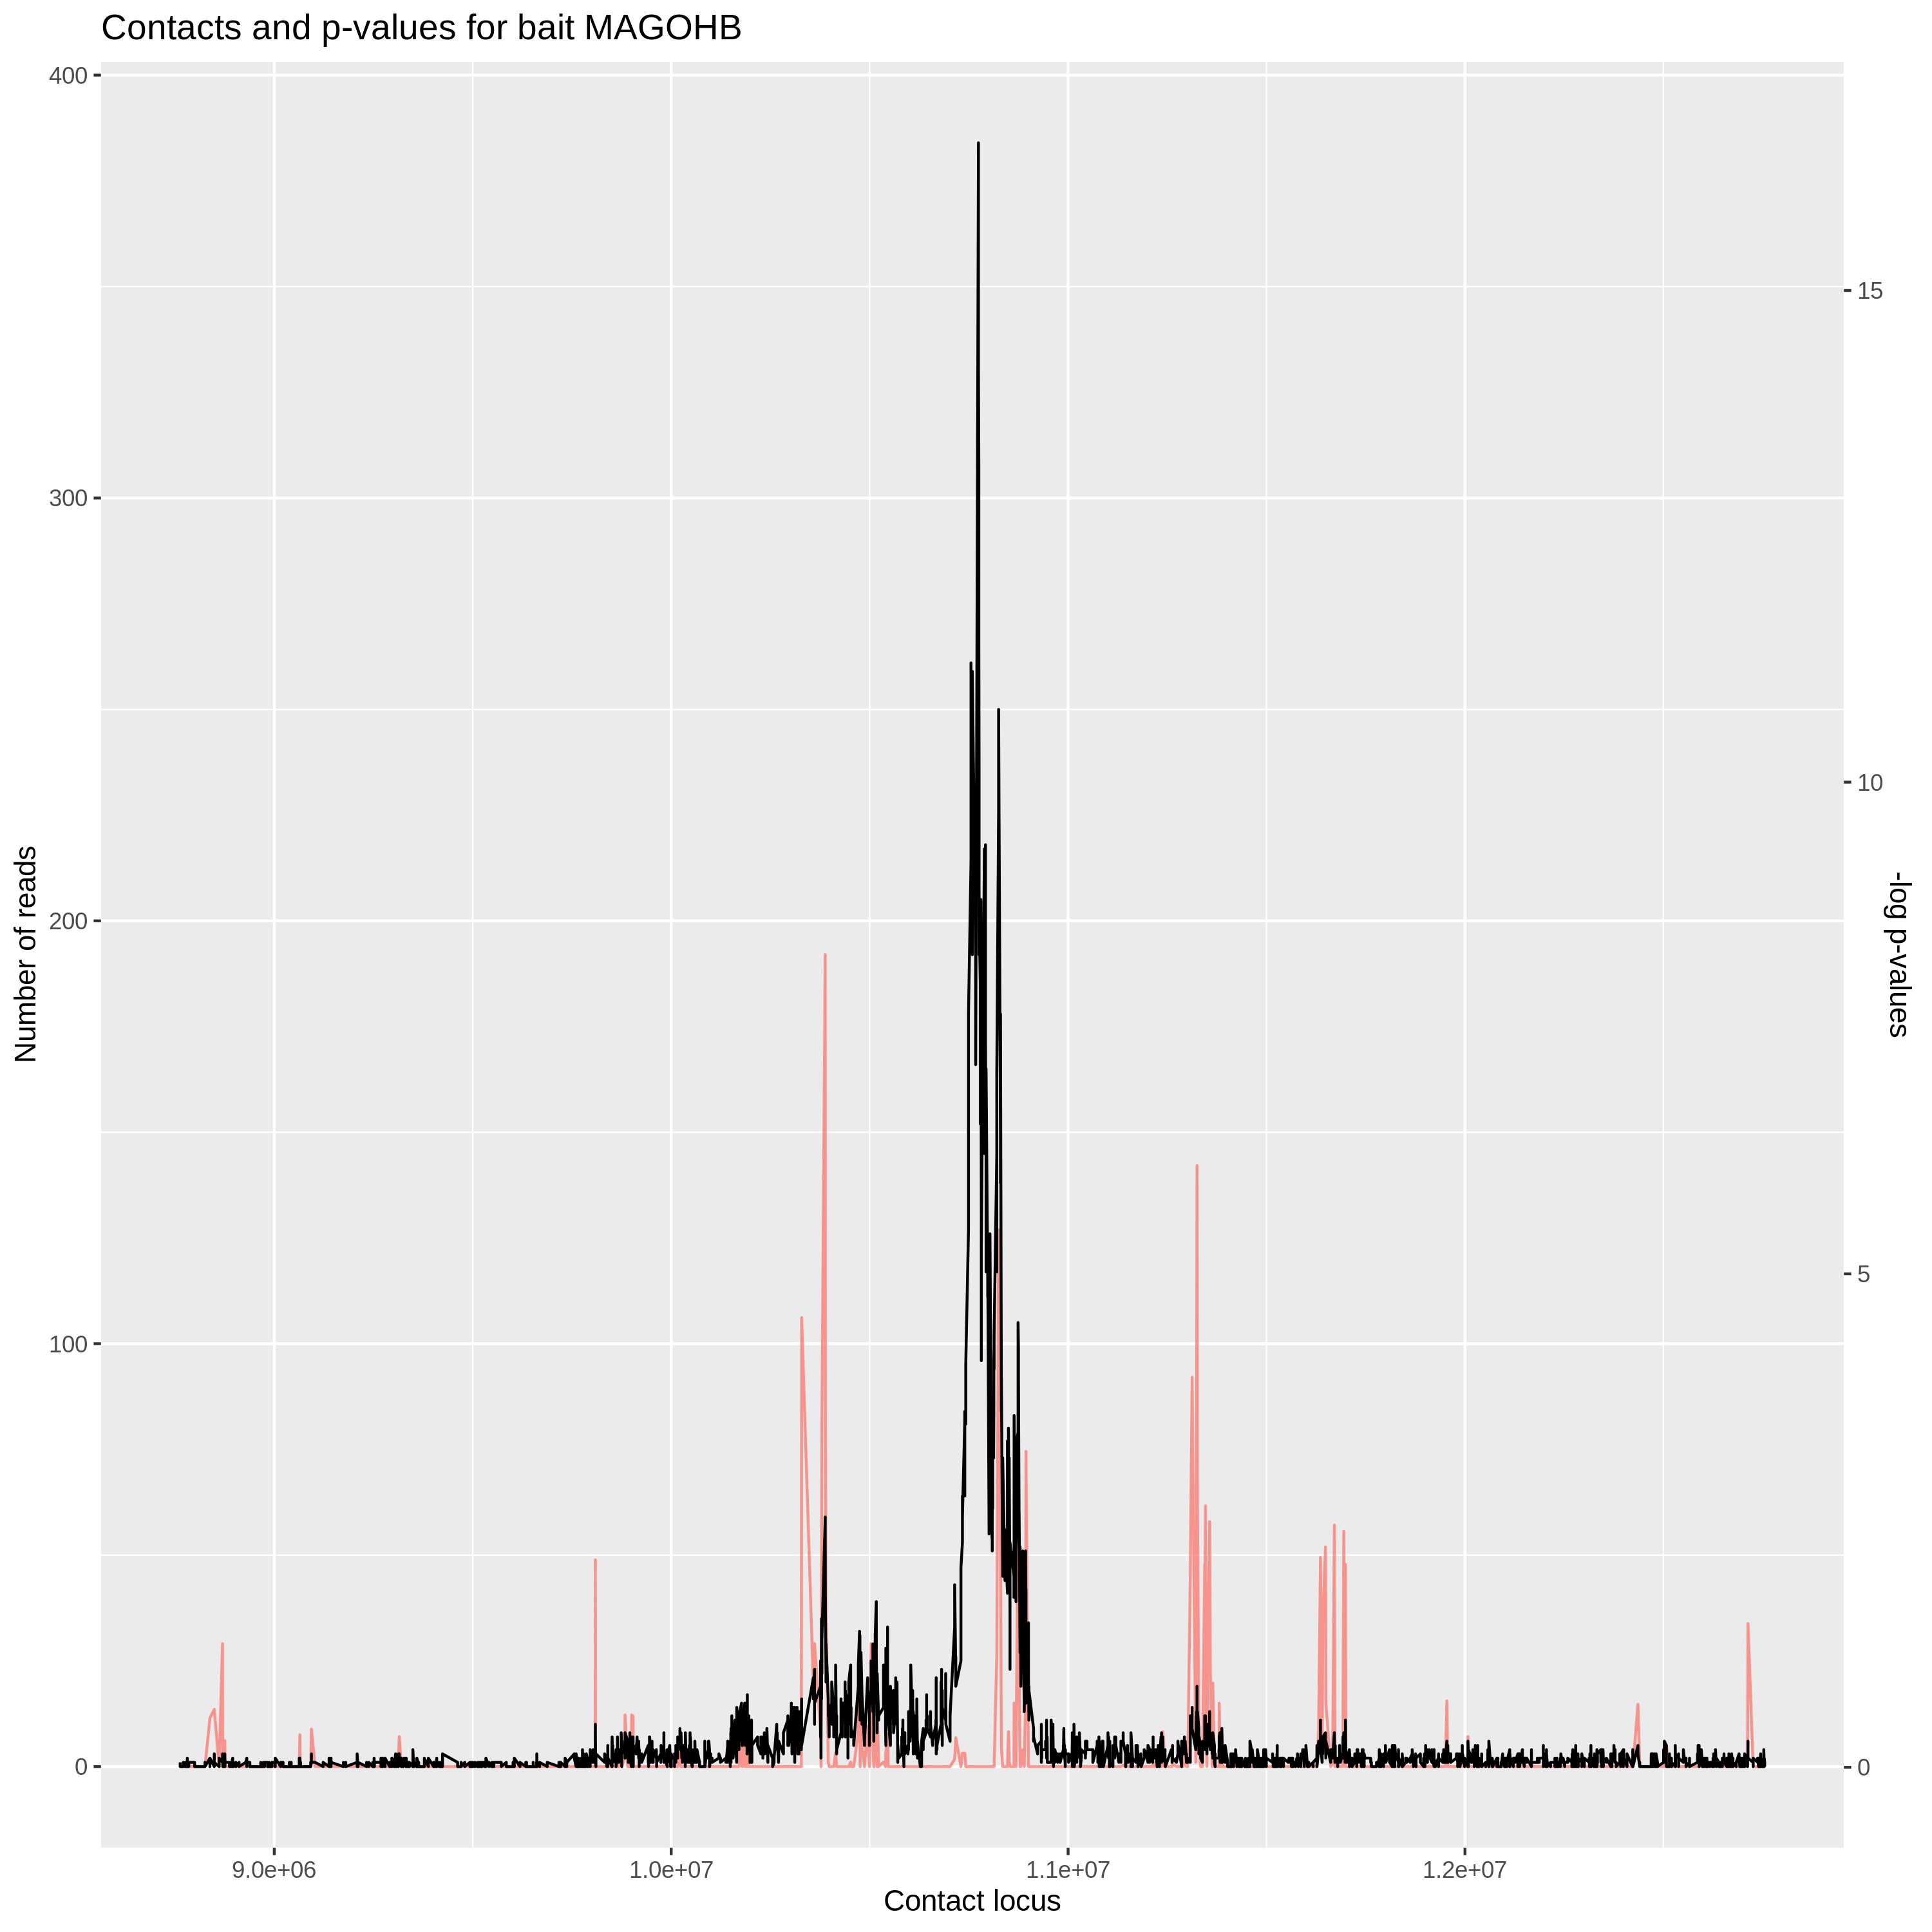 Contacts and p-values for bait MAGOHB
400
300
200
100
0
Number of reads
15
10
5
0
-log p-values
9.0e+06 1.0e+07 1.1e+07 1.2e+07
Contact locus